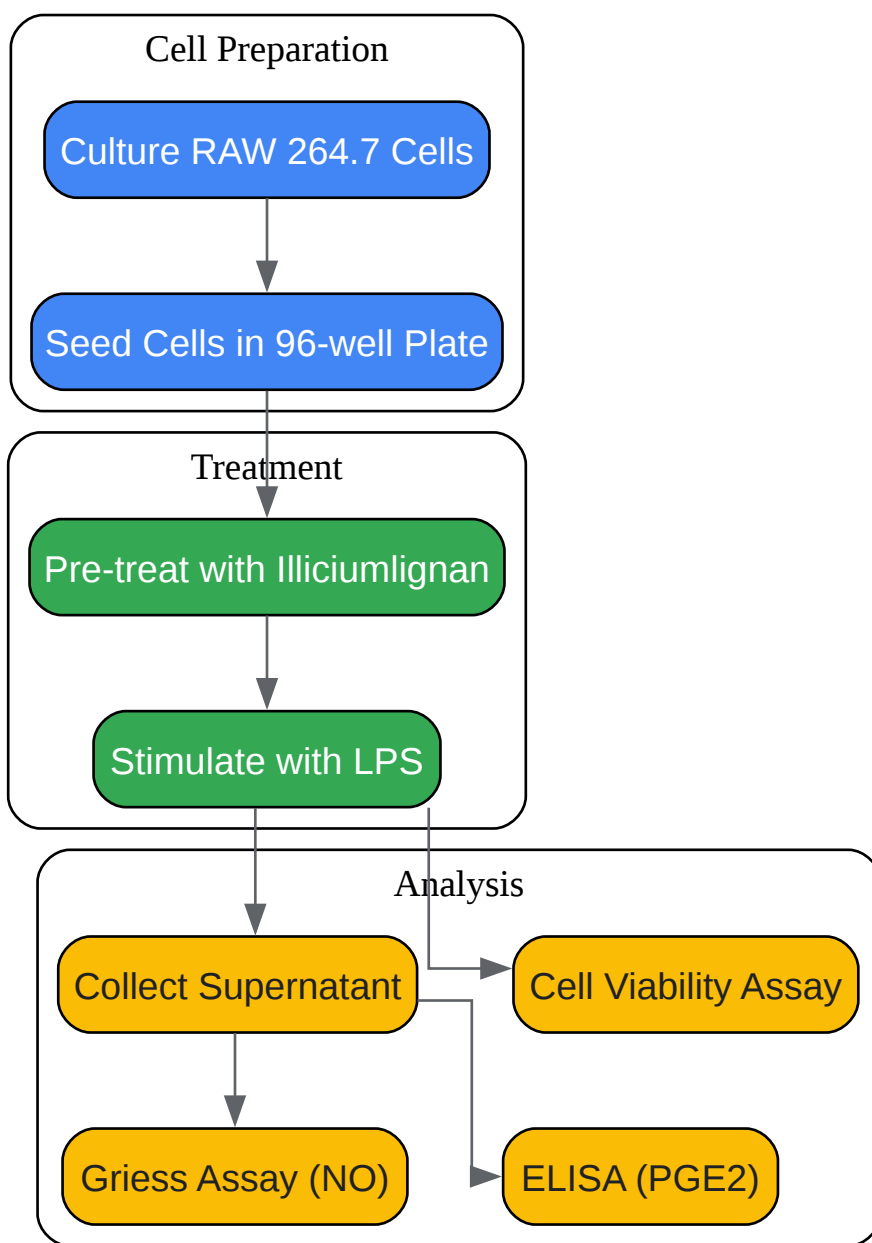 Cell Preparation
Culture RAW 264.7 Cells
Seed Cells in 96-well Plate
Treatment
Pre-treat with Illiciumlignan
Stimulate with LPS
Analysis
Collect Supernatant
Cell Viability Assay
Griess Assay (NO)
ELISA (PGE2)